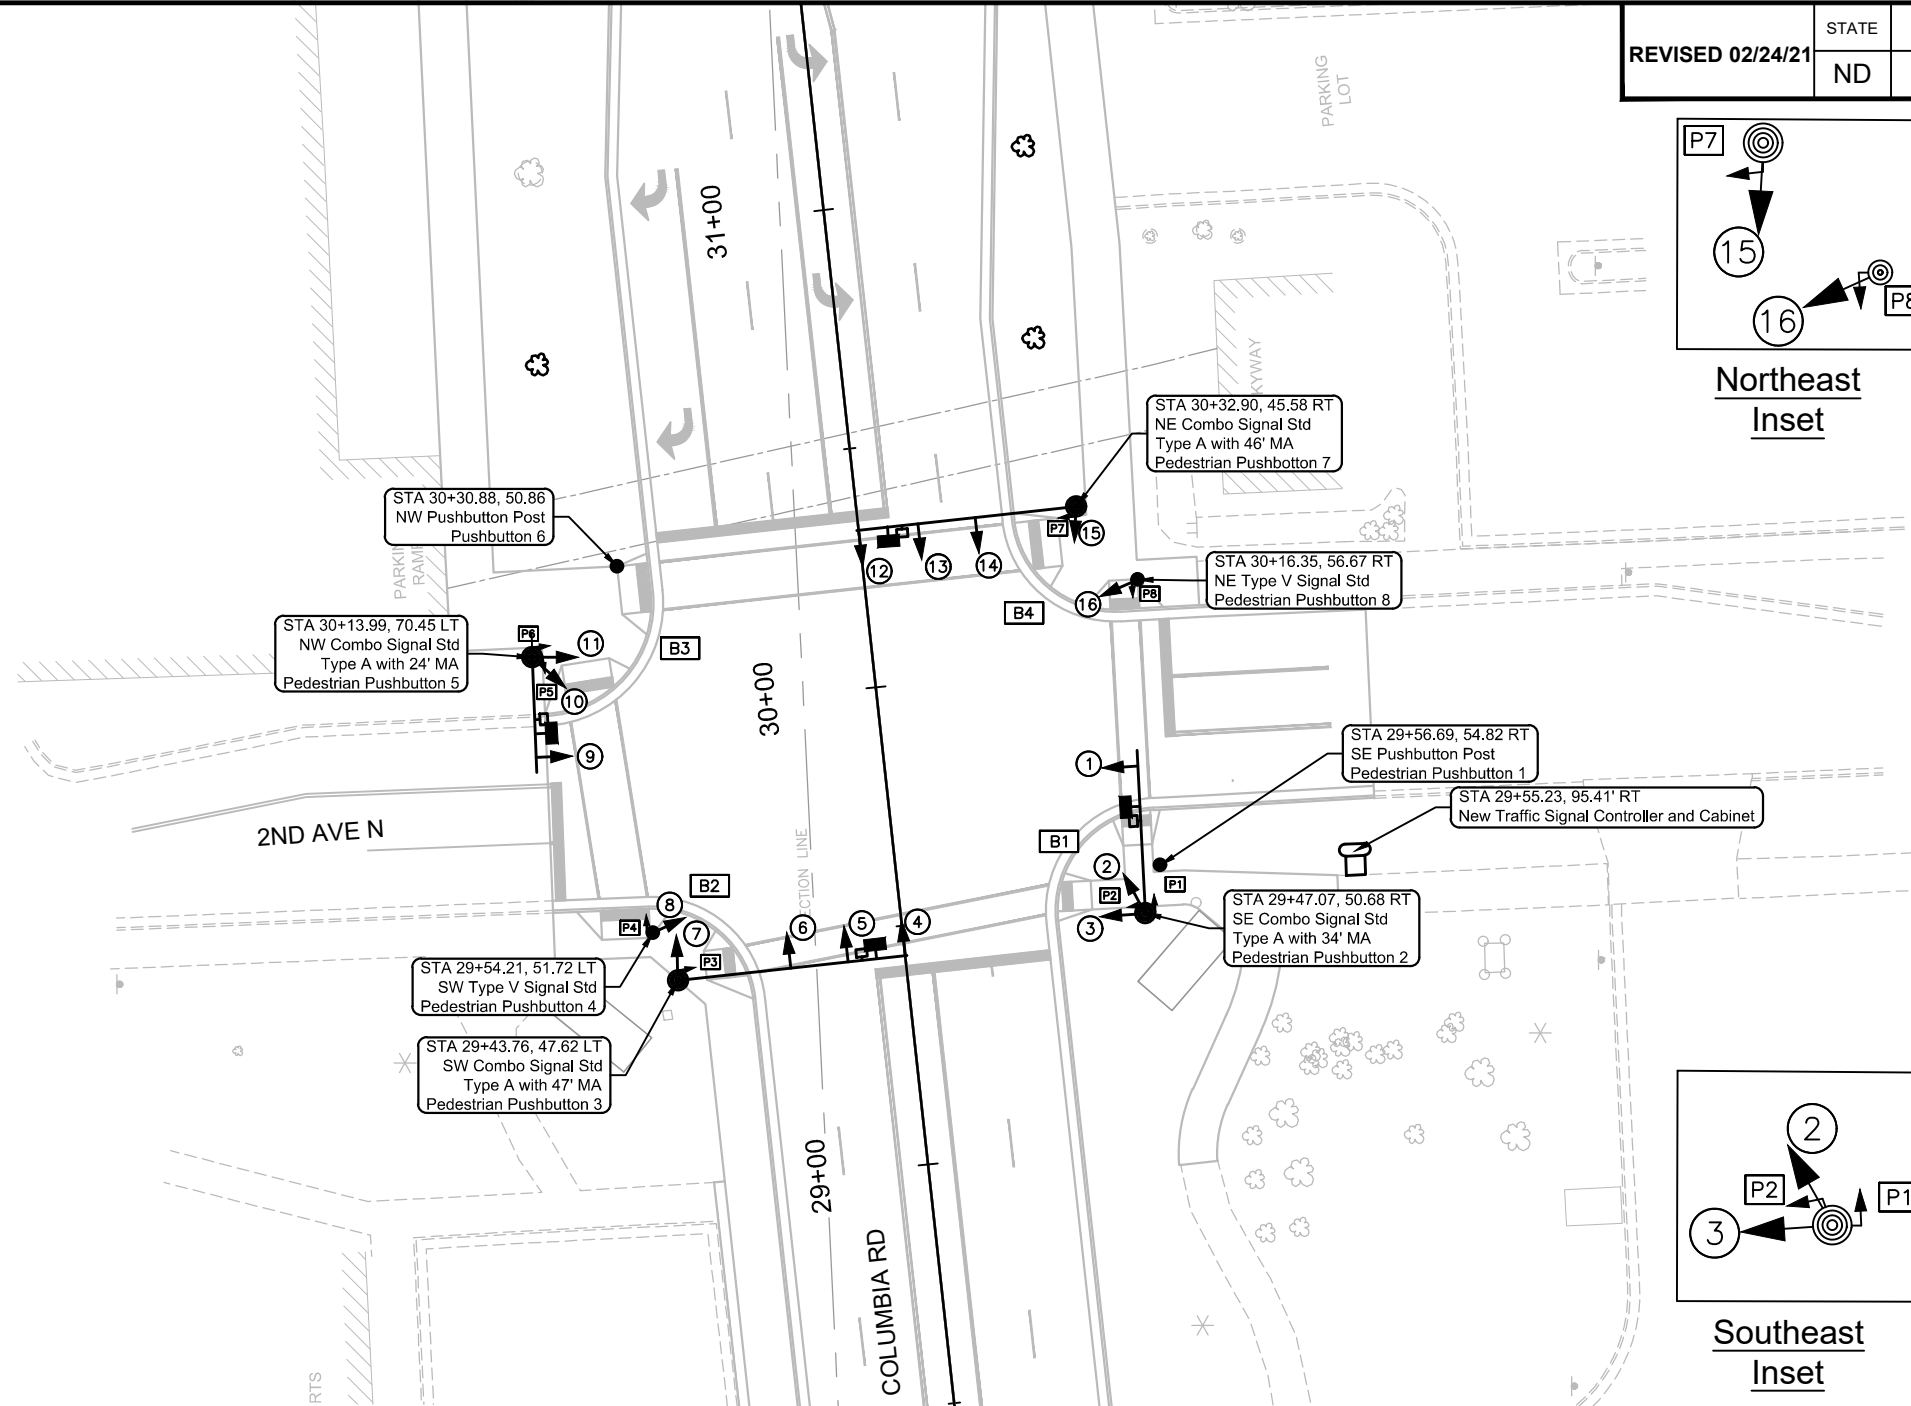 REVISED 02/24/21
STATE
ND
PARKING
LOT
P7
15
16
Northeast
Inset
31+00
STA 30+32.90, 45.58 RT
NE Combo Signal Std
Type A with 46' MA
Pedestrian Pushbotton 7
STA 30+30.88, 50.86
NW Pushbutton Post
Pushbutton 6
P7
15
12
13
14
STA 30+16.35, 56.67 RT
NE Type V Signal Std
Pedestrian Pushbutton 8
16
P8
B4
STA 30+13.99, 70.45 LT
NW Combo Signal Std
Type A with 24' MA
Pedestrian Pushbutton 5
P6
11
B3
P5
10
9
30+00
1
STA 29+56.69, 54.82 RT
SE Pushbutton Post
Pedestrian Pushbutton 1
STA 29+55.23, 95.41' RT
New Traffic Signal Controller and Cabinet
2ND AVE N
B1
2
P1
P2
3
B2
8
P4
7
P3
6
5
4
STA 29+47.07, 50.68 RT
SE Combo Signal Std
Type A with 34' MA
Pedestrian Pushbutton 2
STA 29+54.21, 51.72 LT
SW Type V Signal Std
Pedestrian Pushbutton 4
STA 29+43.76, 47.62 LT
SW Combo Signal Std
Type A with 47' MA
Pedestrian Pushbutton 3
29+00
COLUMBIA RD
2
P2
P1
3
Southeast
Inset